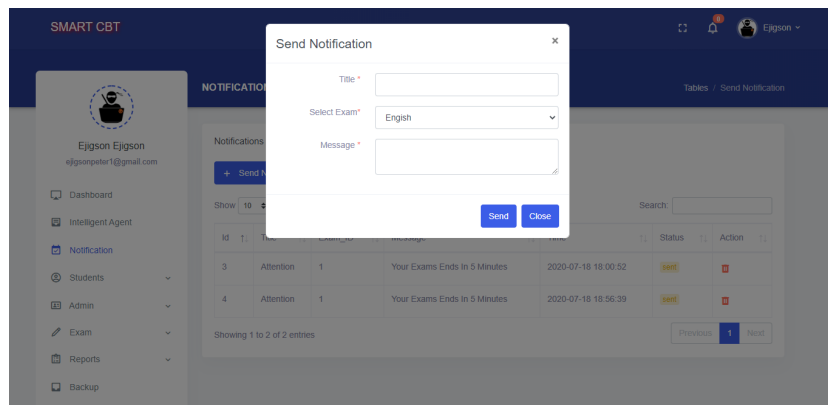 SMART CBT
8
Ejigson
Send Notification
×
NOTIFICATION
Tables / Send Notification
Title *
Select Exam*
Engish
Message *
Send
Close
Ejigson Ejigson
ejigsonpeter1@gmail.com
Dashboard
Intelligent Agent
Notification
Students
Admin
Exam
Reports
Backup
Notifications
+ Send N
Show 10
Search:
Id Title Exam_ID Message Time Status Action
3 Attention 1 Your Exams Ends In 5 Minutes 2020-07-18 18:00:52 sent
4 Attention 1 Your Exams Ends In 5 Minutes 2020-07-18 18:56:39 sent
Showing 1 to 2 of 2 entries
Previous 1 Next